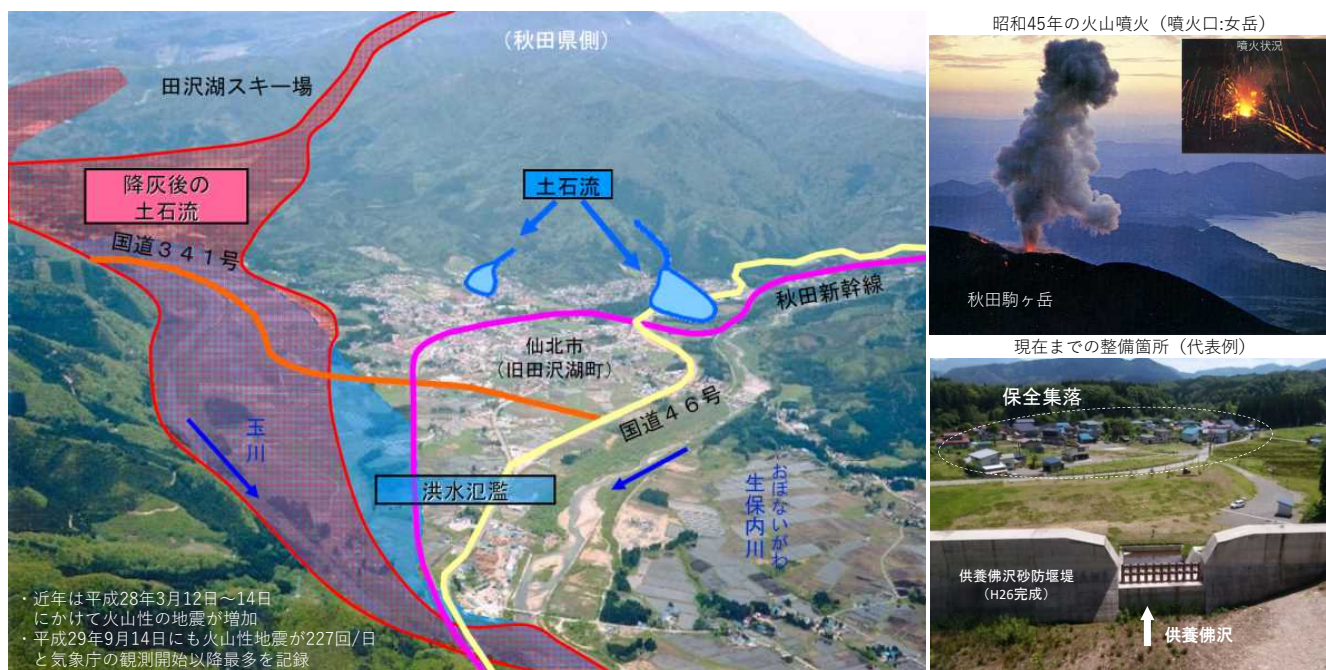 (秋田県側)
田沢湖スキー場
降灰後の
土石流
土石流
国道341号
秋田新幹線
仙北市
(旧田沢湖町)
国道46号
玉川
洪水氾濫
おぼないがわ
生保内川
・近年は平成28年3月12日~14日
にかけて火山性の地震が増加
・平成29年9月14日にも火山性地震が227回/日
と気象庁の観測開始以降最多を記録
昭和45年の火山噴火(噴火口:女岳)
噴火状況
秋田駒ヶ岳
現在までの整備箇所(代表例)
保全集落
供養佛沢砂防堰堤
(H26完成)
供養佛沢